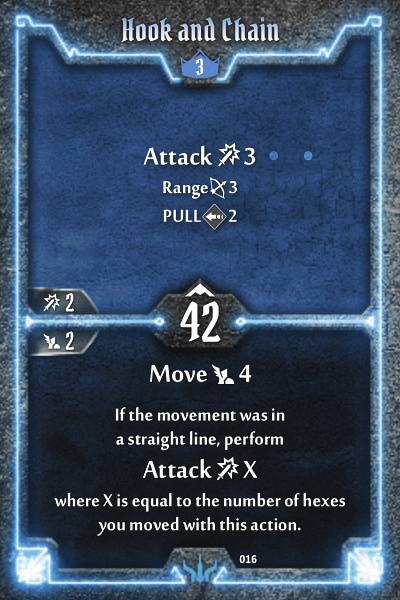 Hook and Chain
3
Attack 3
Range 3
PULL 2
2
42
2
Move 4
If the movement was in
a straight line, perform
Attack X
where X is equal to the number of hexes
you moved with this action.
016